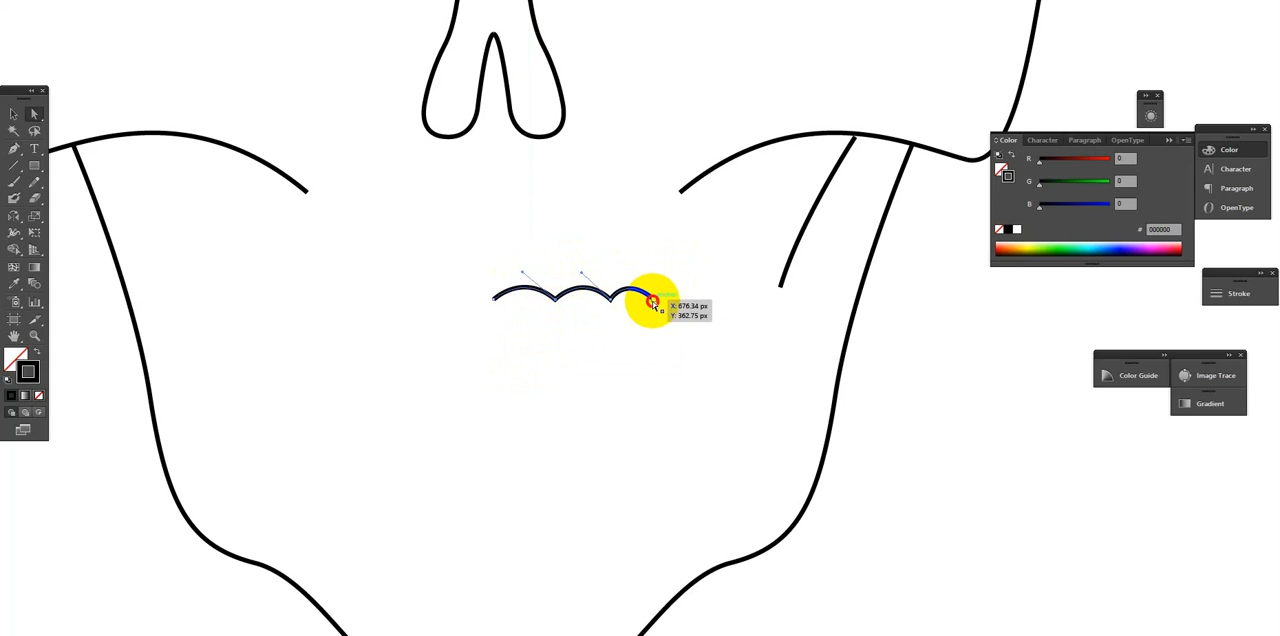 Color
Character
Paragraph
OpenType
R
0
G
0
B
0
# 000000
Color
Character
Paragraph
OpenType
Stroke
Color Guide
Image Trace
Gradient
X: 676.34 px
Y: 362.75 px